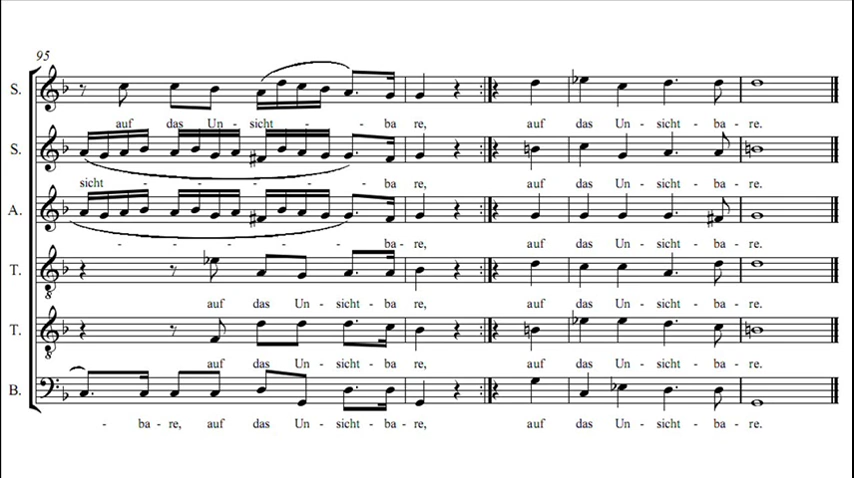 95
S.
auf das Un - sicht - - ba re, auf das Un - sicht - ba - re.
S.
sicht - - - - - - ba re, auf das Un - sicht - ba - re.
A.
- - - - - - ba - re, auf das Un - sicht - ba - re.
T.
auf das Un - sicht - ba re, auf das Un - sicht - ba - re.
8
T.
auf das Un - sicht - ba re, auf das Un - sicht - ba - re.
8
B.
- ba - re, auf das Un - sicht - ba - re, auf das Un - sicht - ba - re.